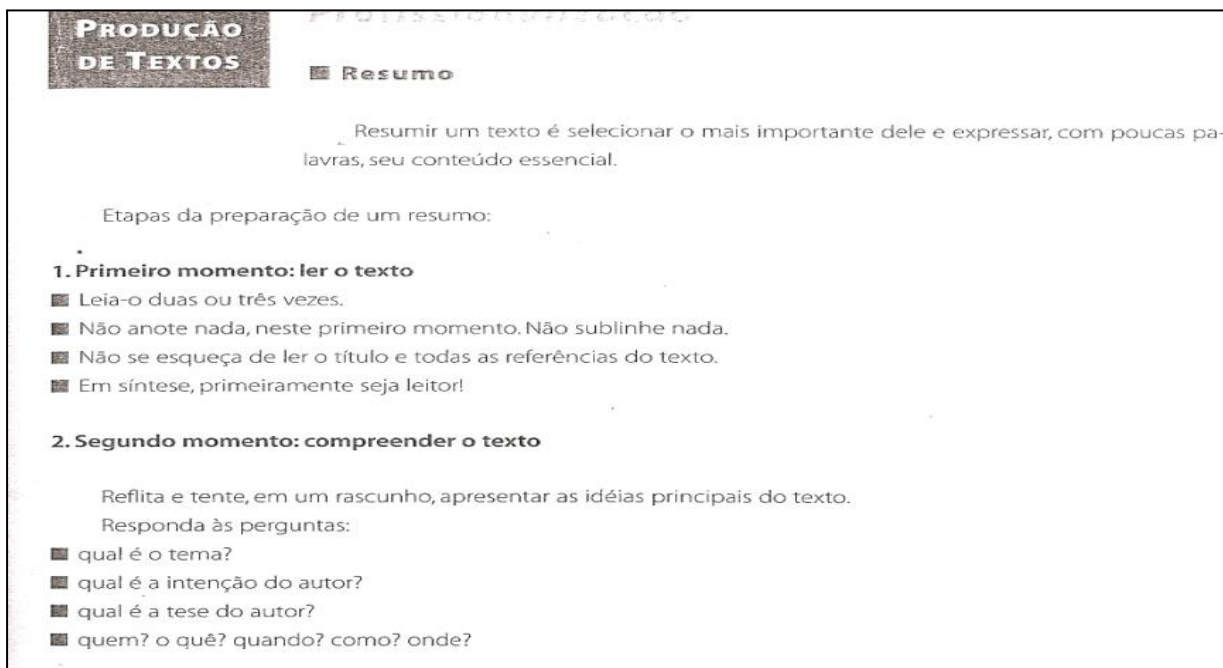 PRODUÇÃO
DE TEXTOS
Profissionalização
■ Resumo
Resumir um texto é selecionar o mais importante dele e expressar, com poucas pa-
lavras, seu conteúdo essencial.
Etapas da preparação de um resumo:
1. Primeiro momento: ler o texto
■ Leia-o duas ou três vezes.
■ Não anote nada, neste primeiro momento. Não sublinhe nada.
■ Não se esqueça de ler o título e todas as referências do texto.
■ Em síntese, primeiramente seja leitor!
2. Segundo momento: compreender o texto
Reflita e tente, em um rascunho, apresentar as idéias principais do texto.
Responda às perguntas:
■ qual é o tema?
■ qual é a intenção do autor?
■ qual é a tese do autor?
■ quem? o quê? quando? como? onde?